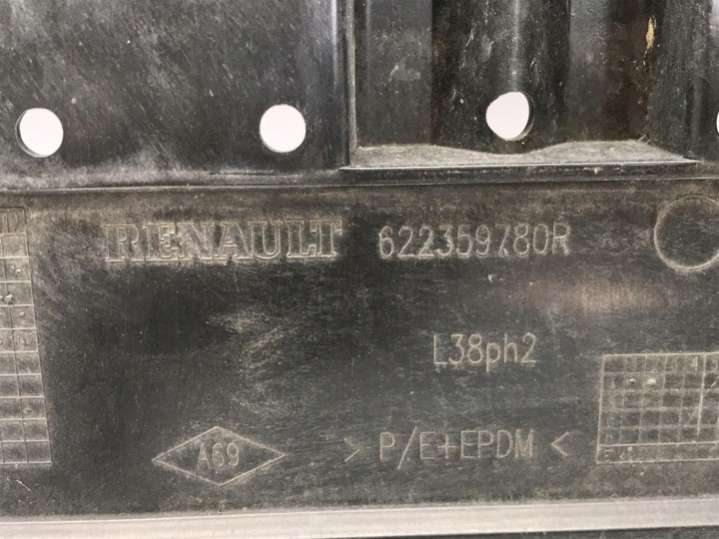 RENAULT 622359780R
L38ph2
A69 > P/E+EPDM <